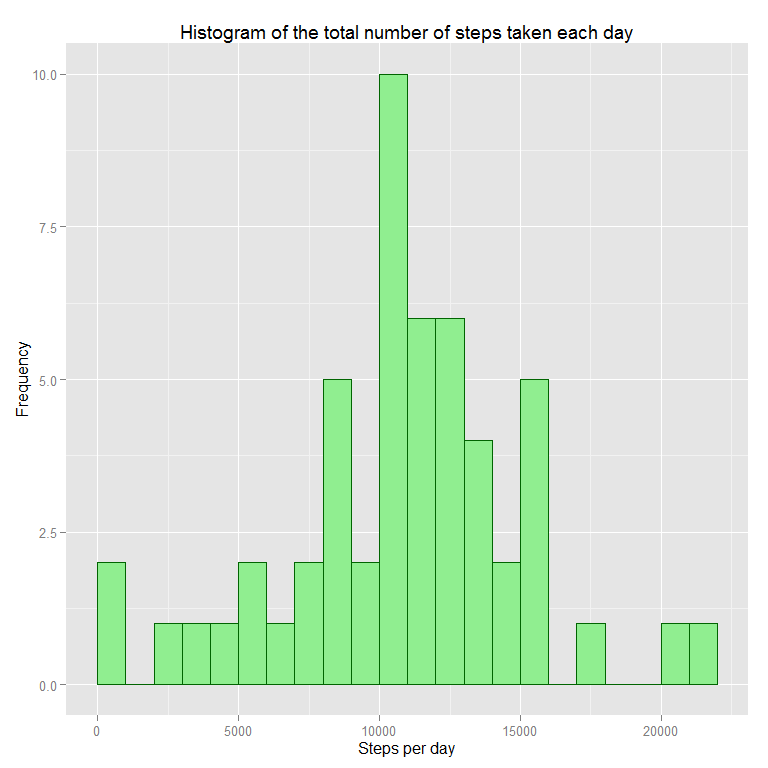 Histogram of the total number of steps taken each day
Frequency
10.0
7.5
5.0
2.5
0.0
0 5000 10000 15000 20000
Steps per day